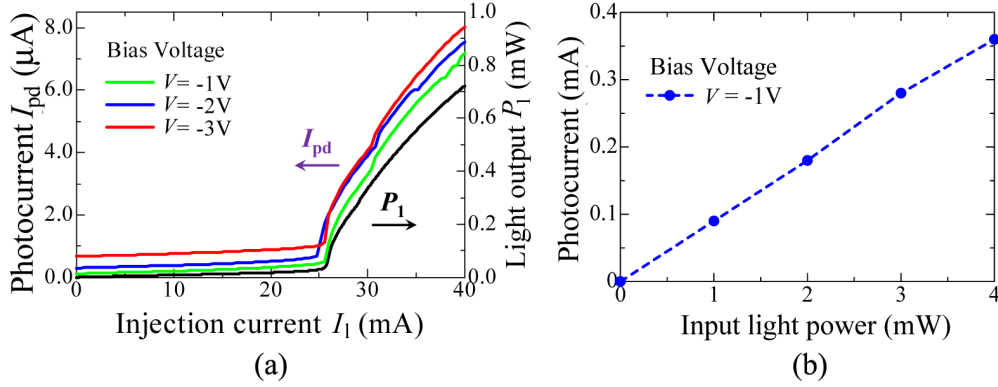 Photocurrent Ipd (μA)
8.0
6.0
4.0
2.0
0.0
Bias Voltage
V= -1V
V= -2V
V= -3V
Ipd
P1
1.0
0.8
0.6
0.4
0.2
0.0
Light output P1 (mW)
0
10
20
30
40
Injection current I1 (mA)
(a)
Photocurrent (mA)
0.4
0.3
0.2
0.1
0
Bias Voltage
V= -1V
0
1
2
3
4
Input light power (mW)
(b)